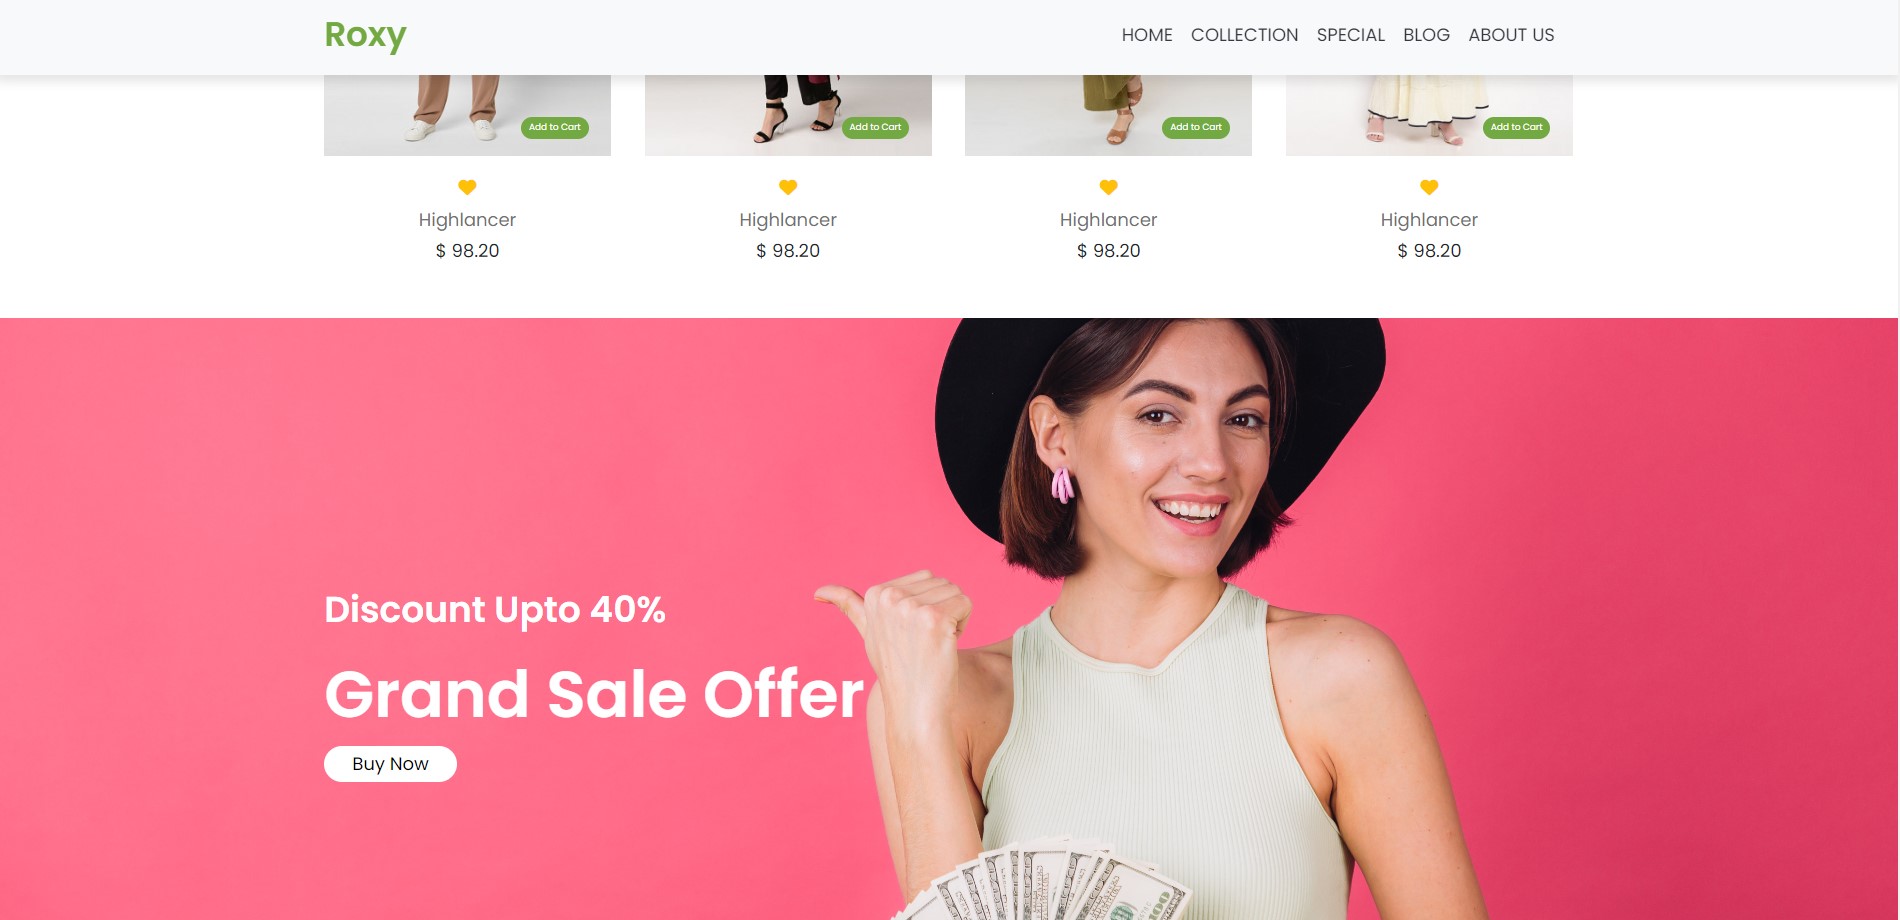 Roxy
HOME COLLECTION SPECIAL BLOG ABOUT US
Add to Cart Add to Cart Add to Cart Add to Cart
Highlancer Highlancer Highlancer Highlancer
$ 98.20 $ 98.20 $ 98.20 $ 98.20
Discount Upto 40%
Grand Sale Offer
Buy Now
100